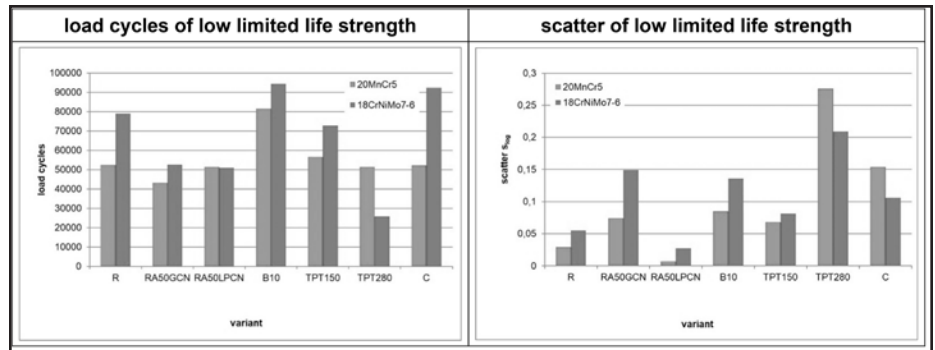 load cycles of low limited life strength
scatter of low limited life strength
100000
90000
80000
70000
60000
50000
40000
30000
20000
10000
0
load cycles
20MnCr5
18CrNiMo7-6
R RA50GCN RA50LPCN B10 TPT150 TPT280 C
variant
0,3
0,25
0,2
0,15
0,1
0,05
0
scatter slog
20MnCr5
18CrNiMo7-6
R RA50GCN RA50LPCN B10 TPT150 TPT280 C
variant